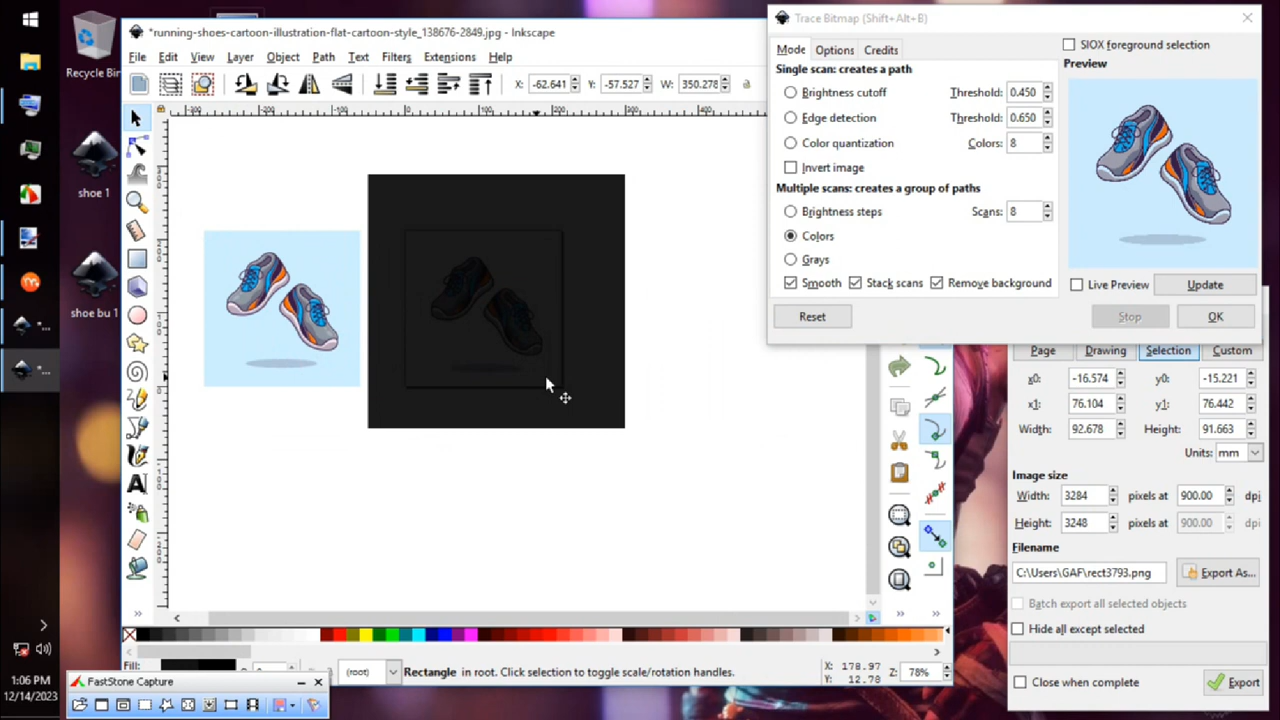 *running-shoes-cartoon-illustration-flat-cartoon-style_138676-2849.jpg - Inkscape
File Edit View Layer Object Path Text Filters Extensions Help
X: -62.641 Y: -57.527 W: 350.278
Recycle Bin
shoe 1
shoe bu 1
1:06 PM
12/14/2023
Trace Bitmap (Shift+Alt+B)
Mode Options Credits
SIOX foreground selection
Single scan: creates a path
Preview
Brightness cutoff Threshold: 0.450
Edge detection Threshold: 0.650
Color quantization Colors: 8
Invert image
Multiple scans: creates a group of paths
Brightness steps Scans: 8
Colors
Grays
Smooth Stack scans Remove background
Live Preview Update
Reset Stop OK
Page Drawing Selection Custom
x0: -16.574 y0: -15.221
x1: 76.104 y1: 76.442
Width: 92.678 Height: 91.663
Units: mm
Image size
Width: 3284 pixels at 900.00 dpi
Height: 3248 pixels at 900.00 dpi
Filename
C:\Users\GAF\rect3793.png Export As...
Batch export all selected objects
Hide all except selected
Close when complete Export
Fill:
(root) Rectangle in root. Click selection to toggle scale/rotation handles.
X: 178.97
Y: 12.78
Z: 78%
FastStone Capture